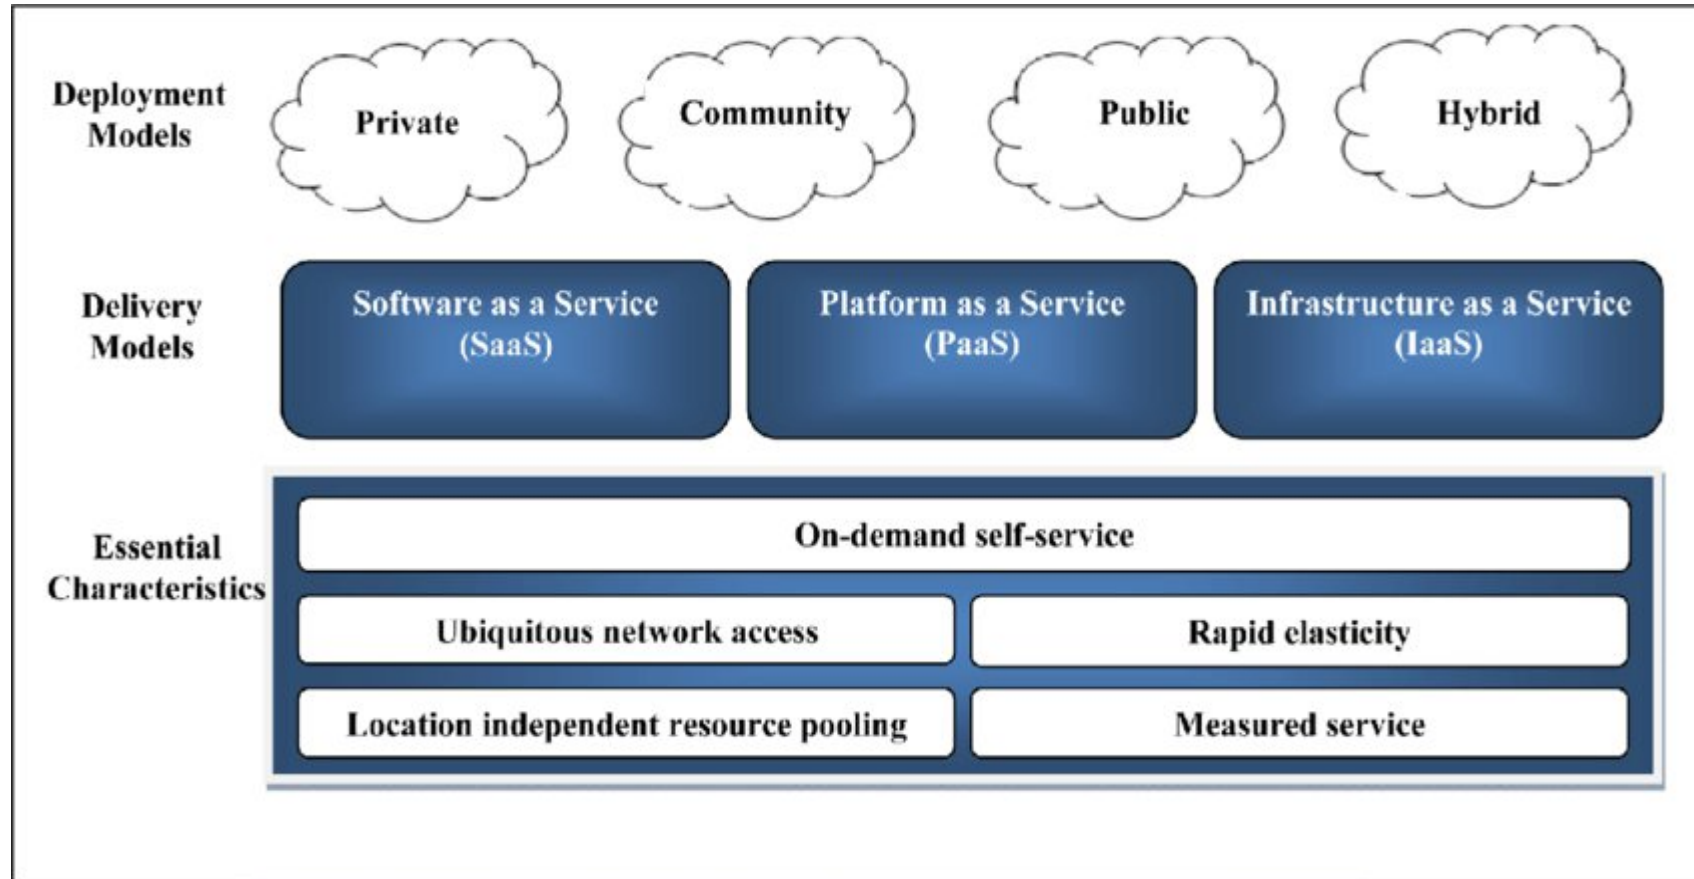 Deployment
Models
Private
Community
Public
Hybrid
Delivery
Models
Software as a Service
(SaaS)
Platform as a Service
(PaaS)
Infrastructure as a Service
(IaaS)
Essential
Characteristics
On-demand self-service
Ubiquitous network access
Rapid elasticity
Location independent resource pooling
Measured service